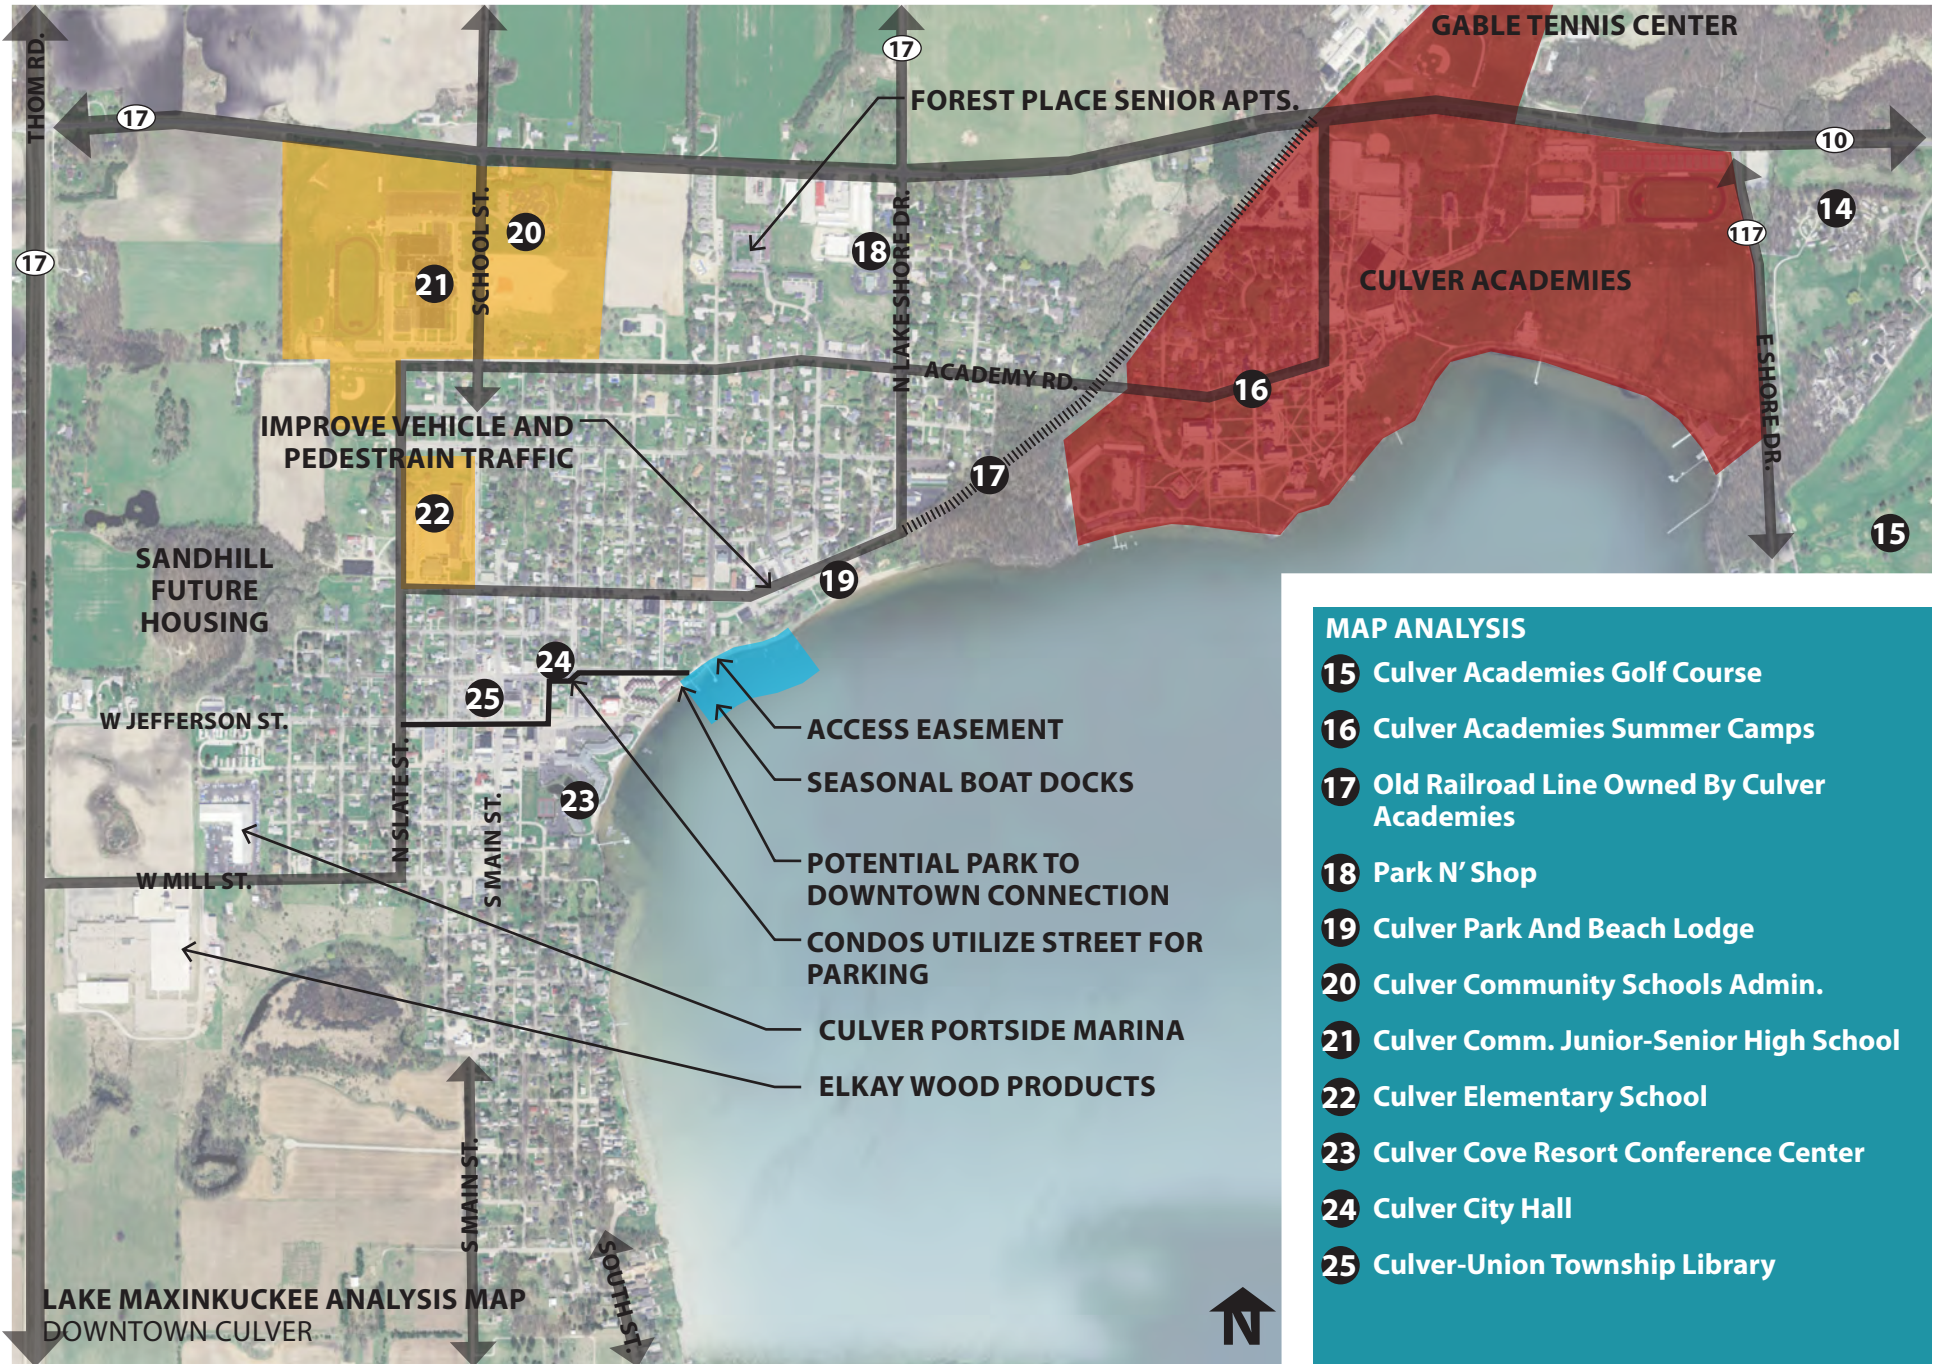 GABLE TENNIS CENTER
THOM RD.
17
17
FOREST PLACE SENIOR APTS.
10
SCHOOL ST.
20
14
117
18
N LAKE SHORE DR.
17
21
CULVER ACADEMIES
E SHORE DR.
ACADEMY RD.
16
IMPROVE VEHICLE AND
PEDESTRAIN TRAFFIC
17
22
15
SANDHILL
FUTURE
HOUSING
19
24
25
W JEFFERSON ST.
ACCESS EASEMENT
SEASONAL BOAT DOCKS
N SLATE ST.
23
S MAIN ST.
POTENTIAL PARK TO
DOWNTOWN CONNECTION
W MILL ST.
CONDOS UTILIZE STREET FOR
PARKING
CULVER PORTSIDE MARINA
ELKAY WOOD PRODUCTS
S MAIN ST.
SOUTH ST.
LAKE MAXINKUCKEE ANALYSIS MAP
DOWNTOWN CULVER
N
MAP ANALYSIS
15 Culver Academies Golf Course
16 Culver Academies Summer Camps
17 Old Railroad Line Owned By Culver
Academies
18 Park N’ Shop
19 Culver Park And Beach Lodge
20 Culver Community Schools Admin.
21 Culver Comm. Junior-Senior High School
22 Culver Elementary School
23 Culver Cove Resort Conference Center
24 Culver City Hall
25 Culver-Union Township Library